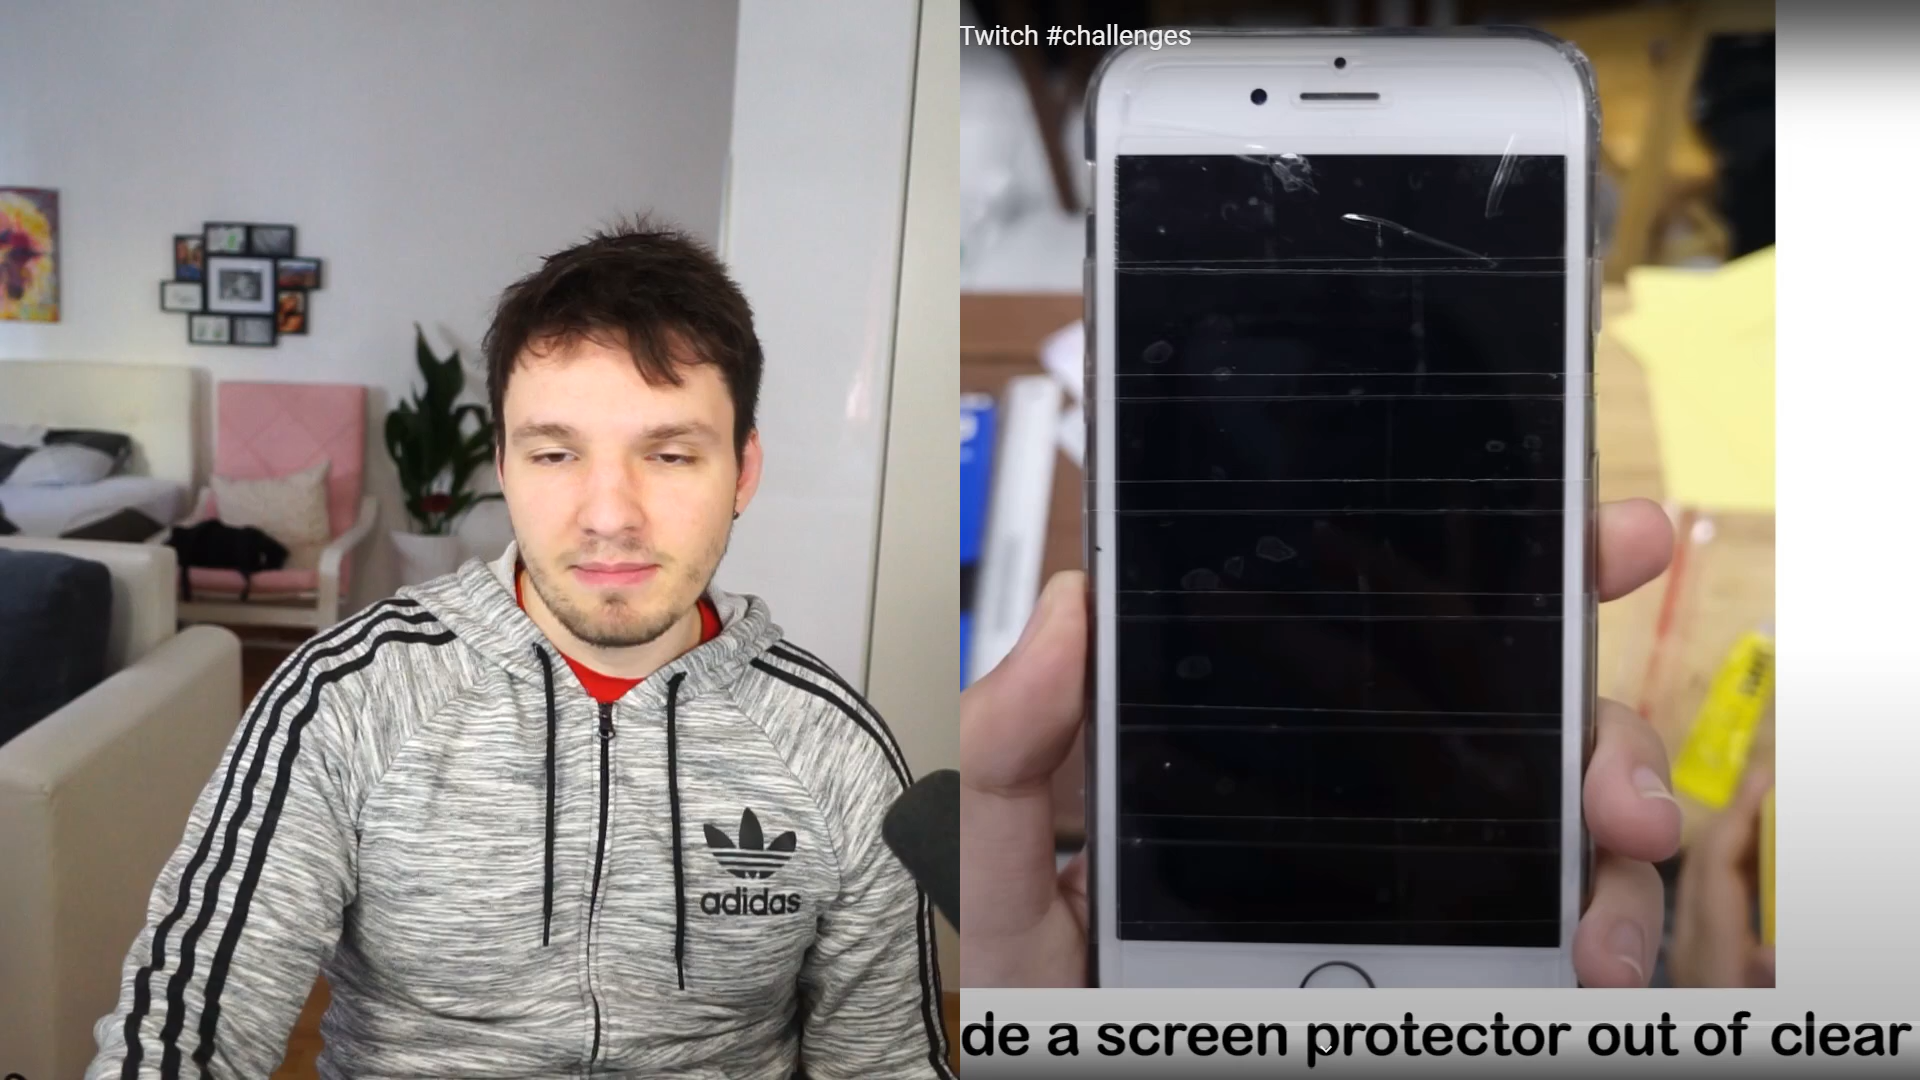 Twitch #challenges
adidas
de a screen protector out of clear